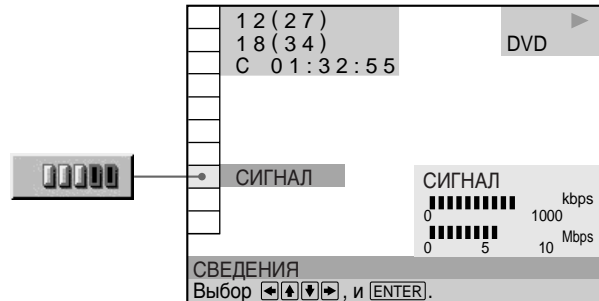 12(27)
18(34)
C 01:32:55
DVD
СИГНАЛ
СИГНАЛ
kbps
0 1000
Mbps
0 5 10
СВЕДЕНИЯ
Выбор , и ENTER.